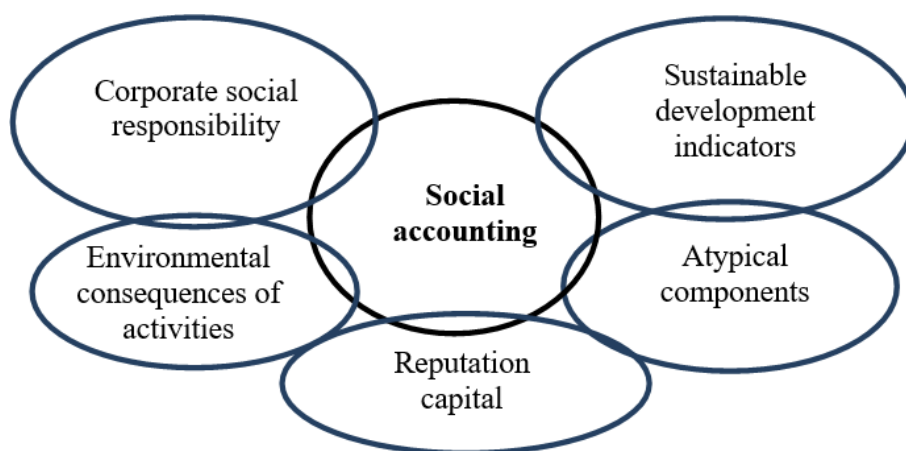 Corporate social
responsibility
Sustainable
development
indicators
Social
accounting
Environmental
consequences of
activities
Atypical
components
Reputation
capital